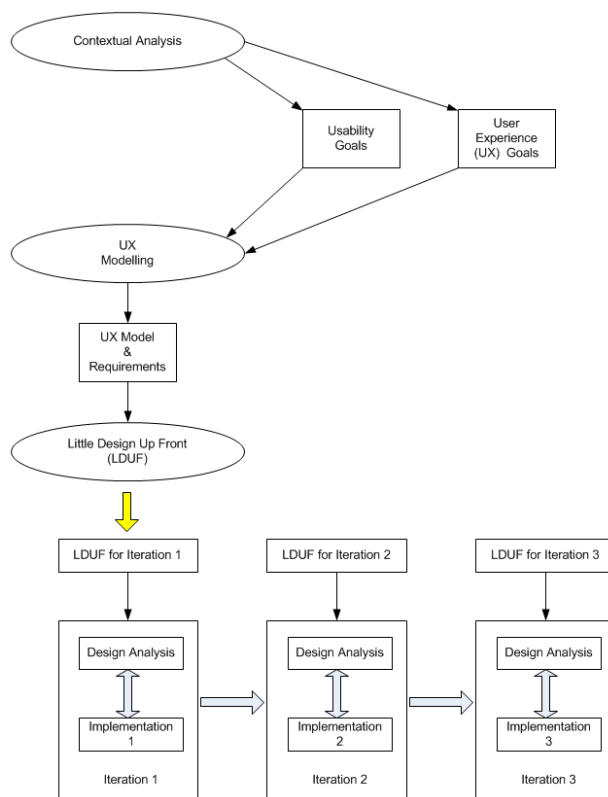 Contextual Analysis
Usability
Goals
User
Experience
(UX) Goals
UX
Modelling
UX Model
&
Requirements
Little Design Up Front
(LDUF)
LDUF for Iteration 1
LDUF for Iteration 2
LDUF for Iteration 3
Design Analysis
Design Analysis
Design Analysis
Implementation
1
Implementation
2
Implementation
3
Iteration 1
Iteration 2
Iteration 3